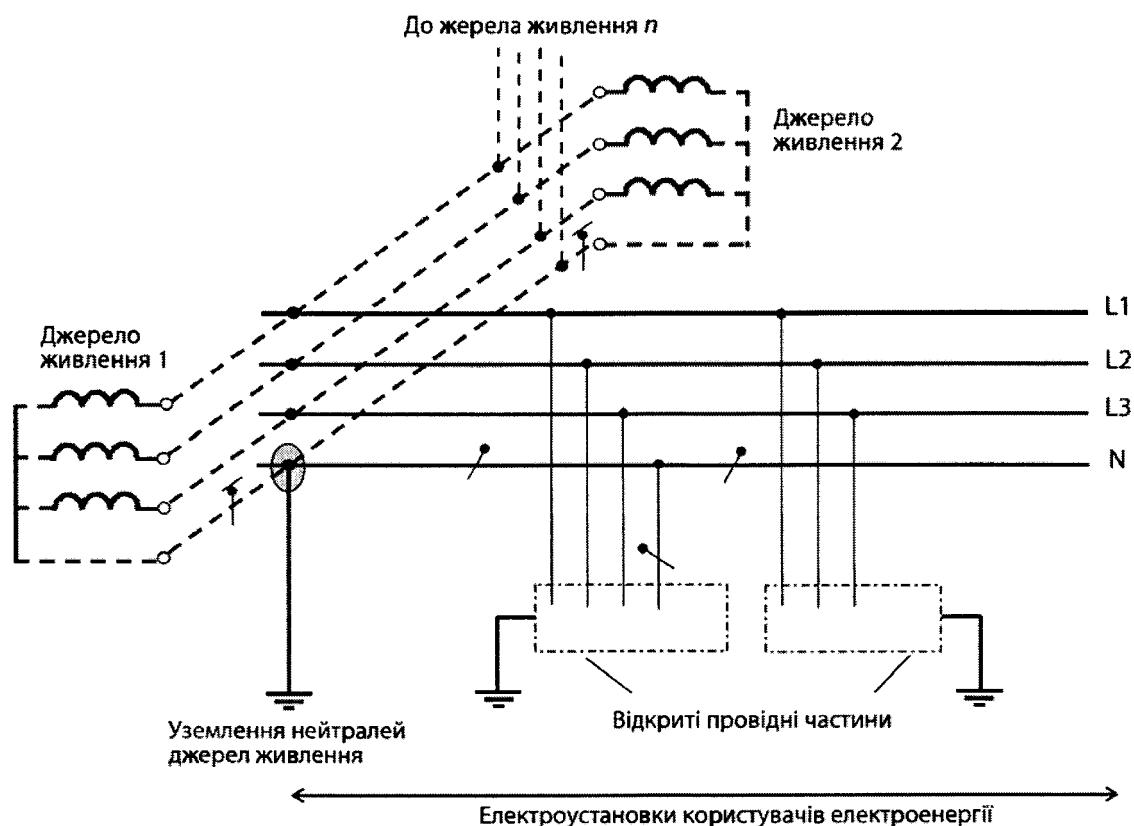 До жерела живлення n
Джерело
живлення 2
L1
Джерело
живлення 1
L2
L3
N
Уземлення нейтралей
джерел живлення
Відкриті провідні частини
Електроустановки користувачів електроенергії